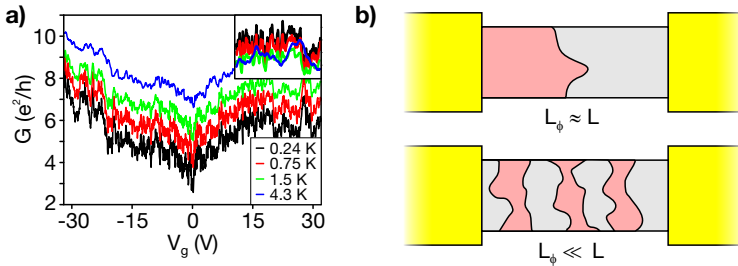 a)
10
8
6
4
2
G (e²/h)
-30
-15
0
15
30
V_g (V)
0.24 K
0.75 K
1.5 K
4.3 K
b)
L_ϕ ≈ L
L_ϕ ≪ L